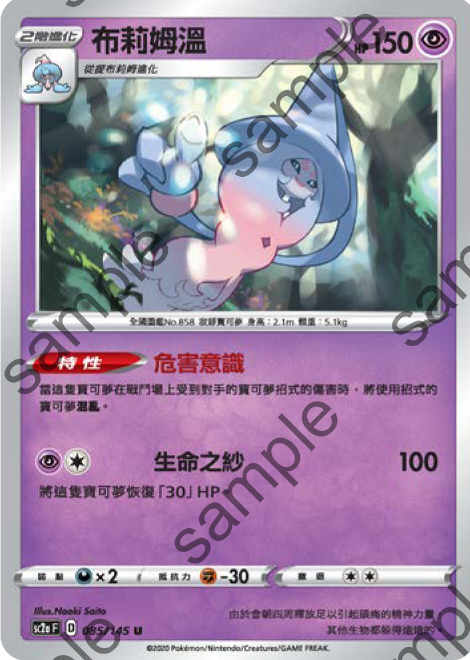 2階進化
布莉姆溫
HP 150
從提布莉姆進化
全國圖鑑No.858 寂靜寶可夢 身高：2.1m 體重：5.1kg
特性 危害意識
當這隻寶可夢在戰鬥場上受到對手的寶可夢招式的傷害時，將使用招式的
寶可夢混亂。
生命之紗 100
將這隻寶可夢恢復「30」HP。
弱點 ×2 抵抗力 -30 撤退
Illus.Naoki Saito
sc2a F D 085/145 U
由於會朝四周釋放足以引起頭痛的精神力量，
其他生物都躲得遠遠的。
©2020 Pokémon/Nintendo/Creatures/GAME FREAK.
sample
sample
sample
sample
sample
sample